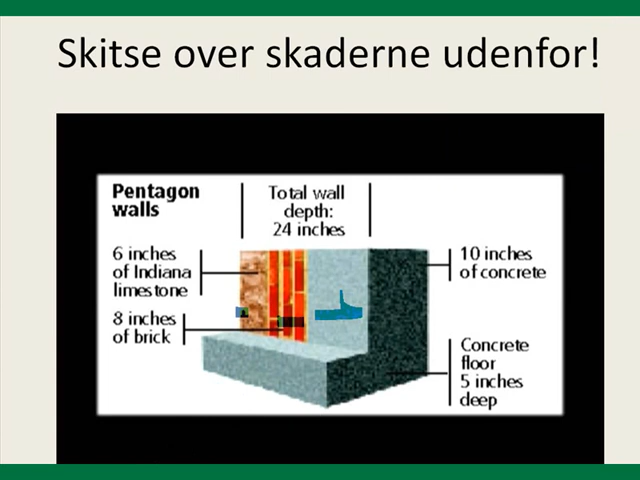 Skitse over skaderne udenfor!
Pentagon
walls
Total wall
depth:
24 inches
6 inches
of Indiana
limestone
8 inches
of brick
10 inches
of concrete
Concrete
floor
5 inches
deep